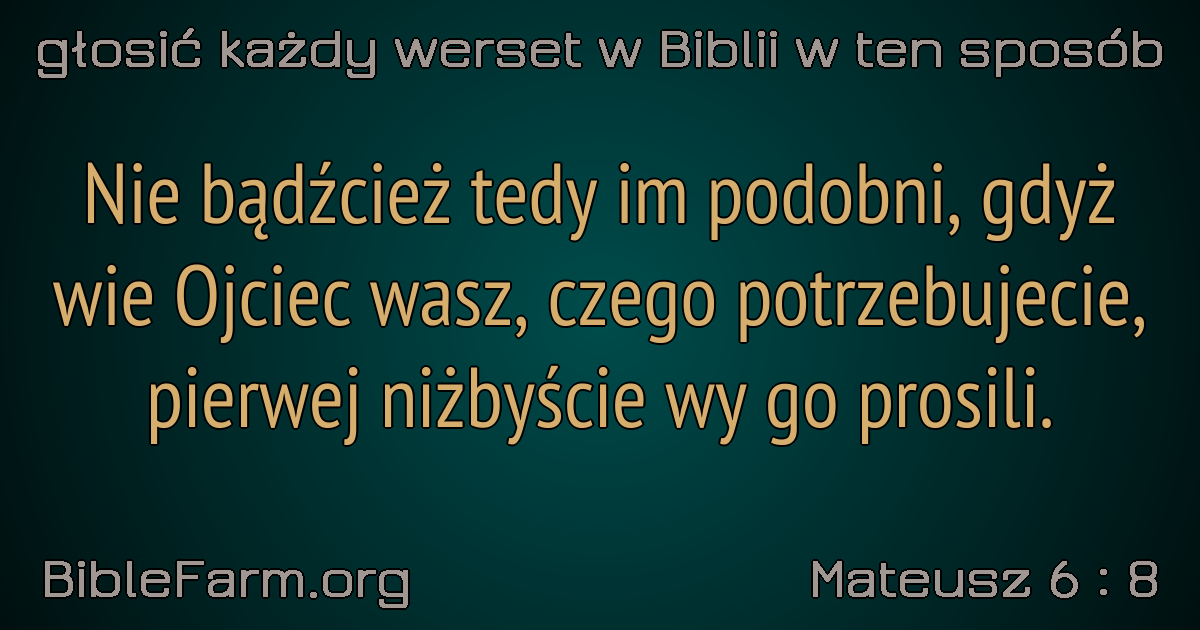 głosić każdy werset w Biblii w ten sposób
Nie bądźcież tedy im podobni, gdyż
wie Ojciec wasz, czego potrzebujecie,
pierwej niżbyście wy go prosili.
BibleFarm.org
Mateusz 6 : 8